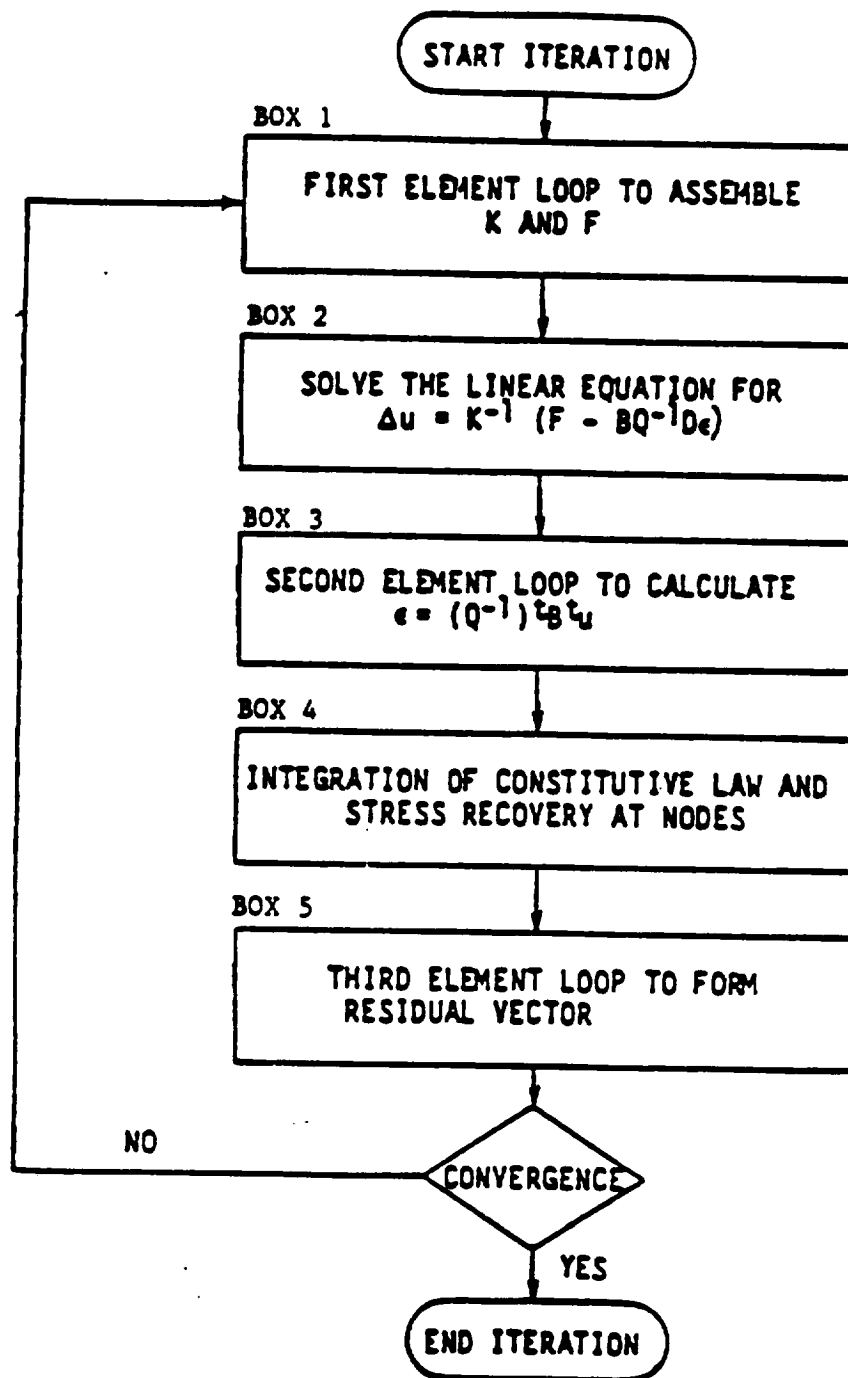 START ITERATION
BOX 1
FIRST ELEMENT LOOP TO ASSEMBLE
K AND F
BOX 2
SOLVE THE LINEAR EQUATION FOR
Δu = K⁻¹ (F - BQ⁻¹Dϵ)
BOX 3
SECOND ELEMENT LOOP TO CALCULATE
ϵ = (Q⁻¹)ᵗBᵗu
BOX 4
INTEGRATION OF CONSTITUTIVE LAW AND
STRESS RECOVERY AT NODES
BOX 5
THIRD ELEMENT LOOP TO FORM
RESIDUAL VECTOR
NO
CONVERGENCE
YES
END ITERATION